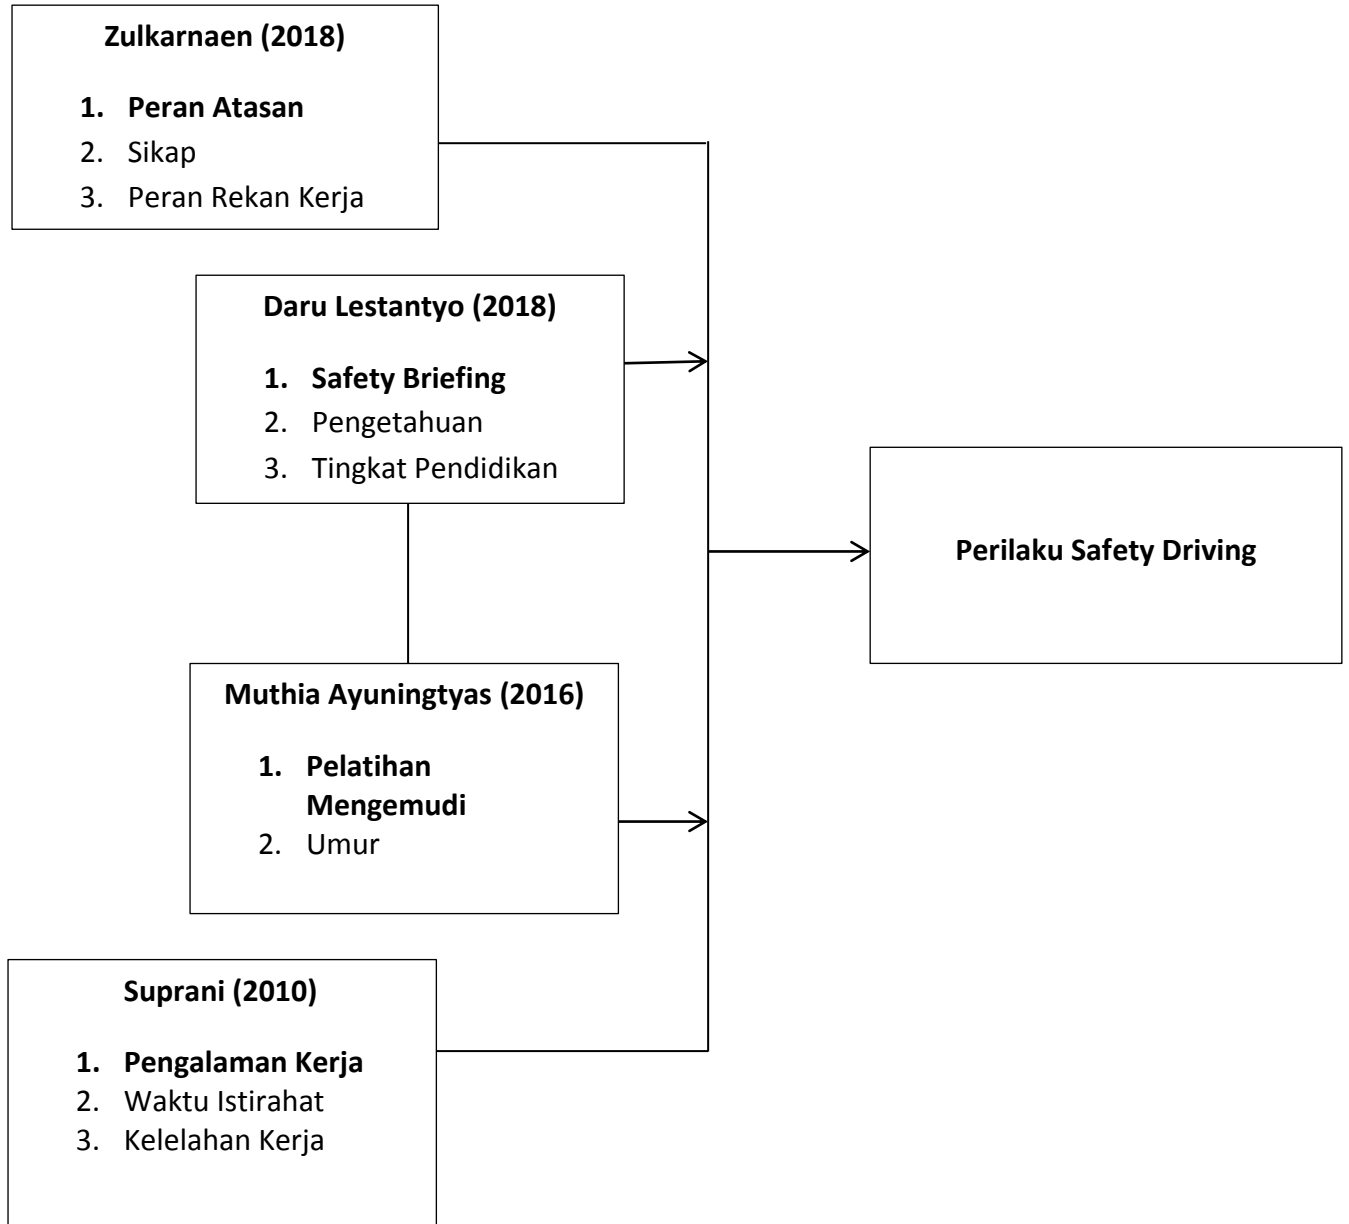 Zulkarnaen (2018)
1. Peran Atasan
2. Sikap
3. Peran Rekan Kerja
Daru Lestantyo (2018)
1. Safety Briefing
2. Pengetahuan
3. Tingkat Pendidikan
Perilaku Safety Driving
Muthia Ayuningtyas (2016)
1. Pelatihan
Mengemudi
2. Umur
Suprani (2010)
1. Pengalaman Kerja
2. Waktu Istirahat
3. Kelelahan Kerja